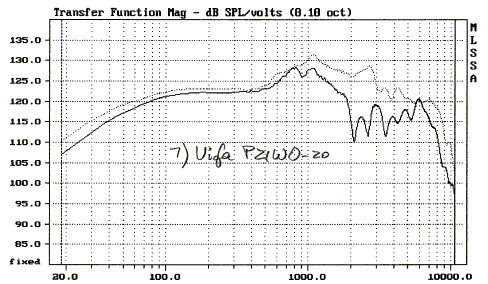 Transfer Function Mag - dB SPL/volts (0.10 oct)
MLSSA
135.0
130.0
125.0
120.0
115.0
110.0
105.0
100.0
95.0
90.0
85.0
fixed
7) Vifa P21WO-20
20.0 100.0 1000.0 10000.0